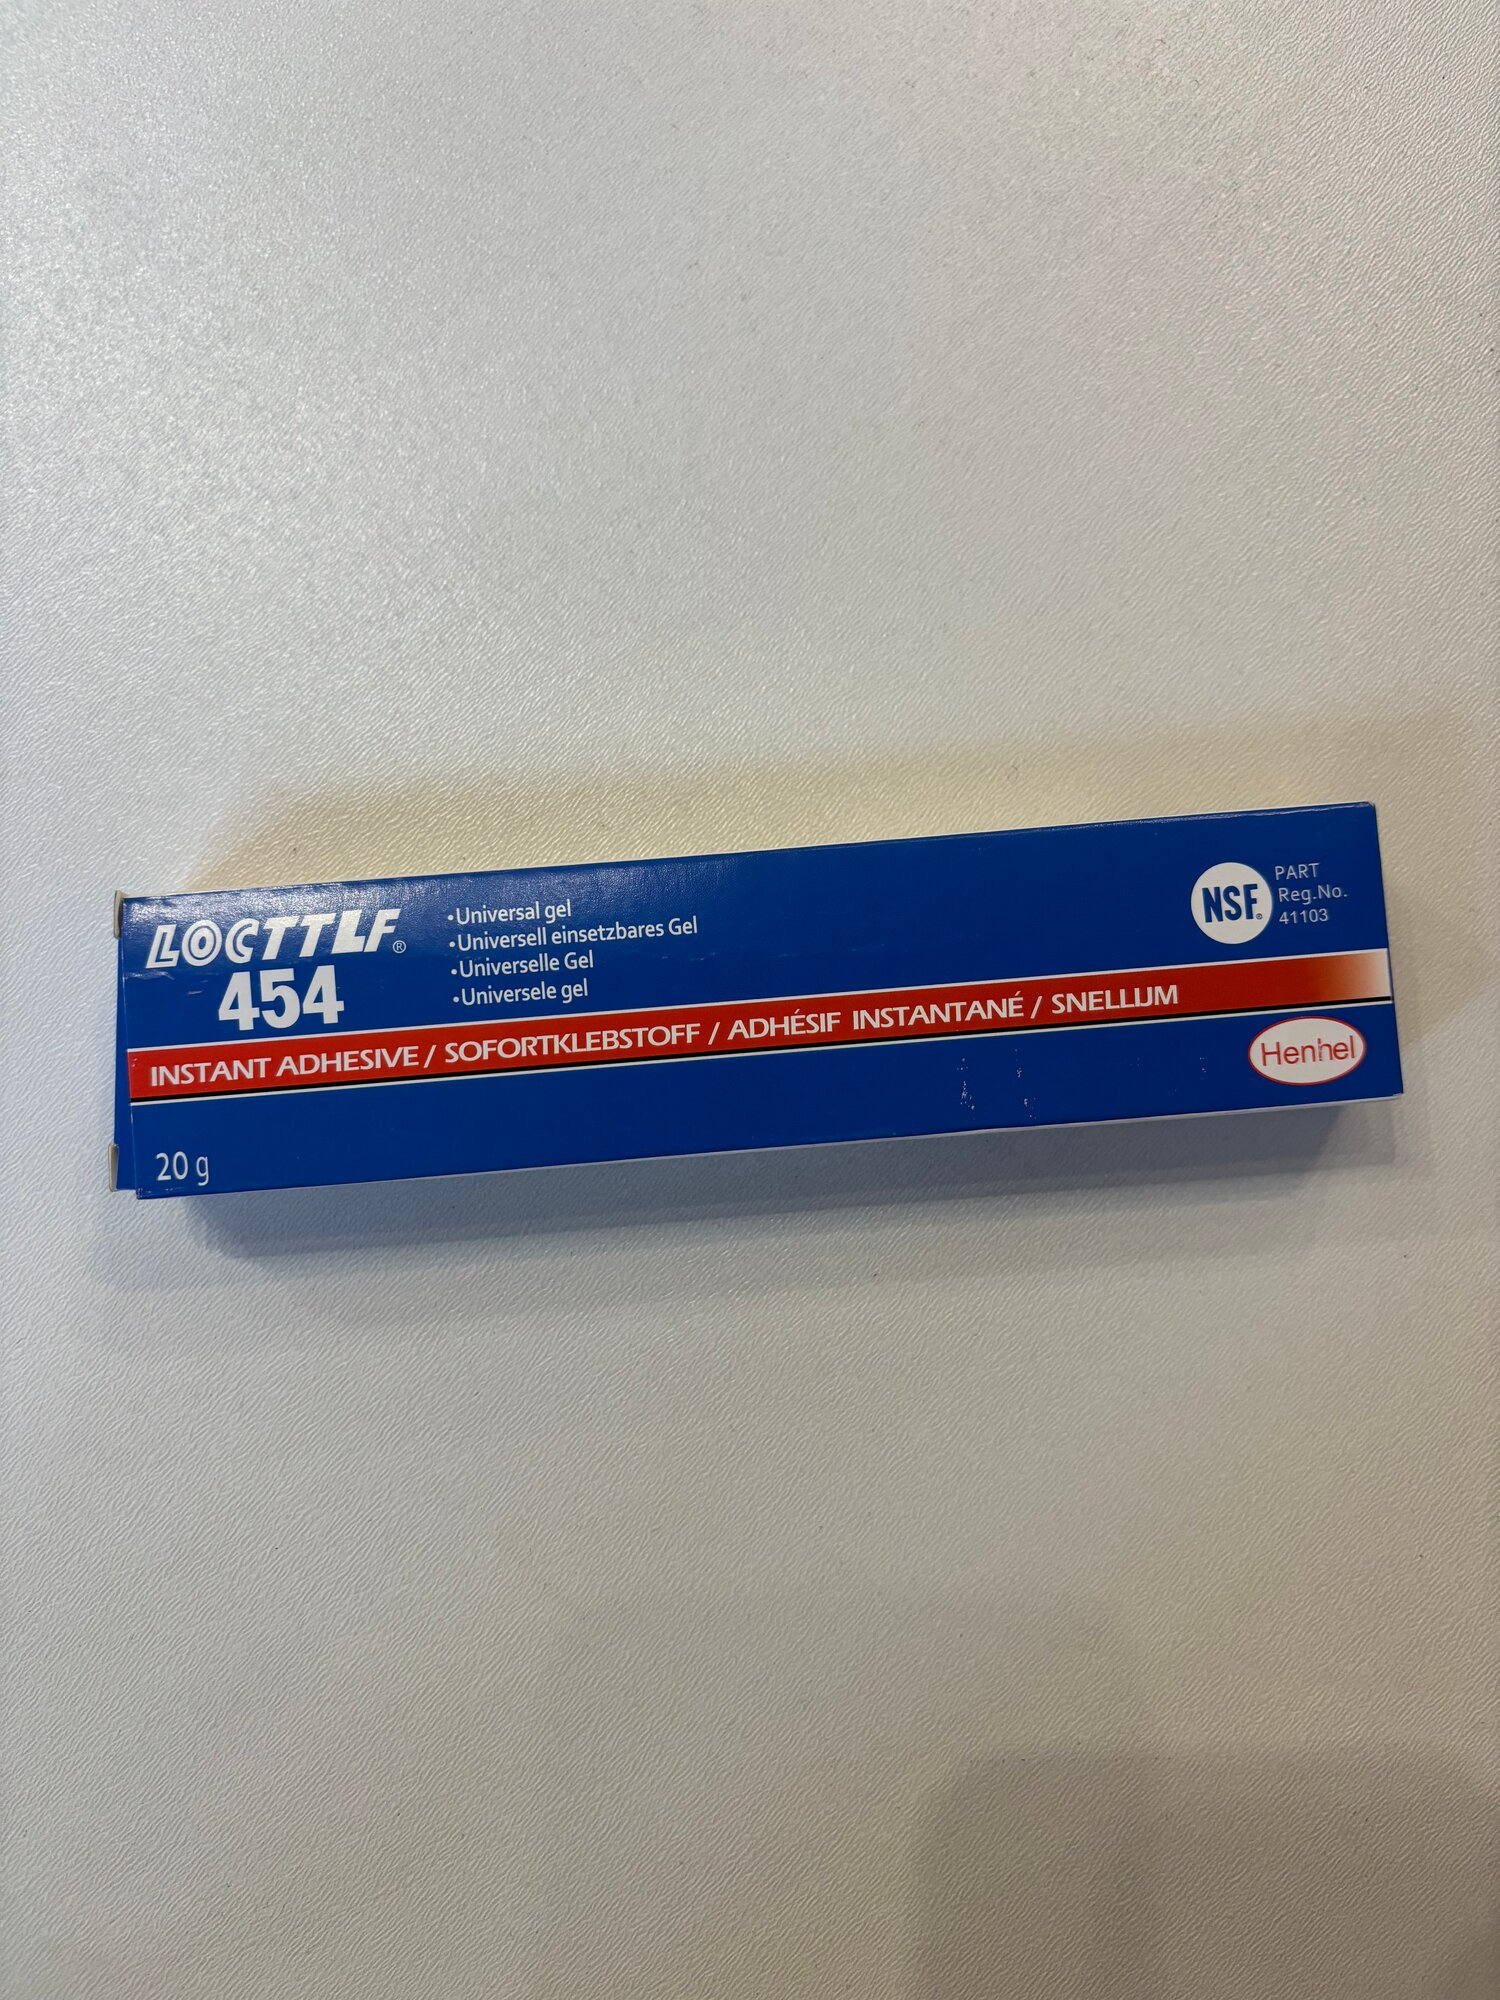 LOCTTLF®
454
•Universal gel
•Universell einsetzbares Gel
•Universelle Gel
•Universele gel
NSF®
PART
Reg.No.
41103
INSTANT ADHESIVE / SOFORTKLEBSTOFF / ADHÉSIF INSTANTANÉ / SNELLIJM
Henhel
20 g